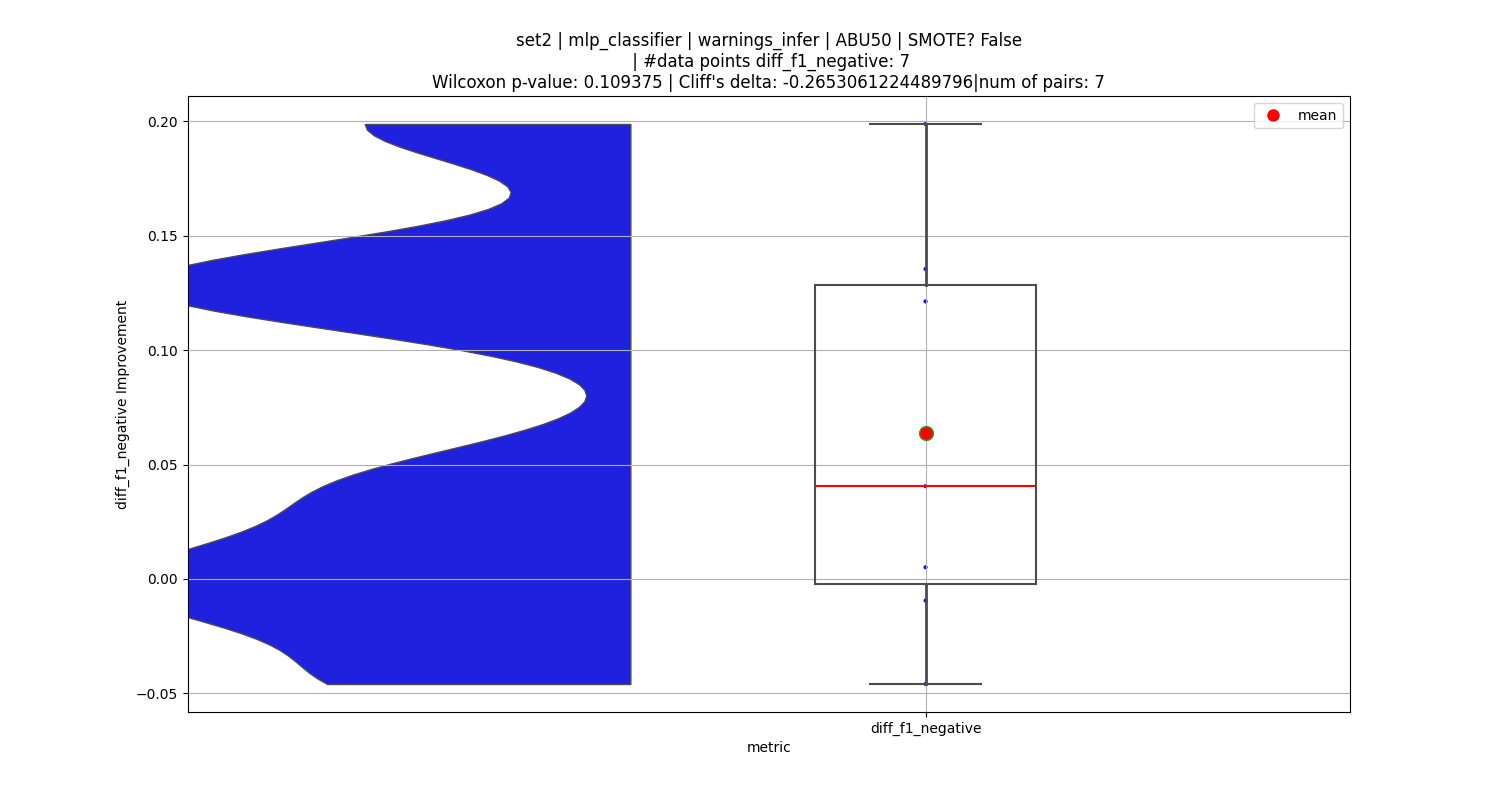 set2 | mlp_classifier | warnings_infer | ABU50 | SMOTE? False
| #data points diff_f1_negative: 7
Wilcoxon p-value: 0.109375 | Cliff's delta: -0.2653061224489796|num of pairs: 7
mean
0.20
0.15
0.10
0.05
0.00
−0.05
diff_f1_negative Improvement
diff_f1_negative
metric